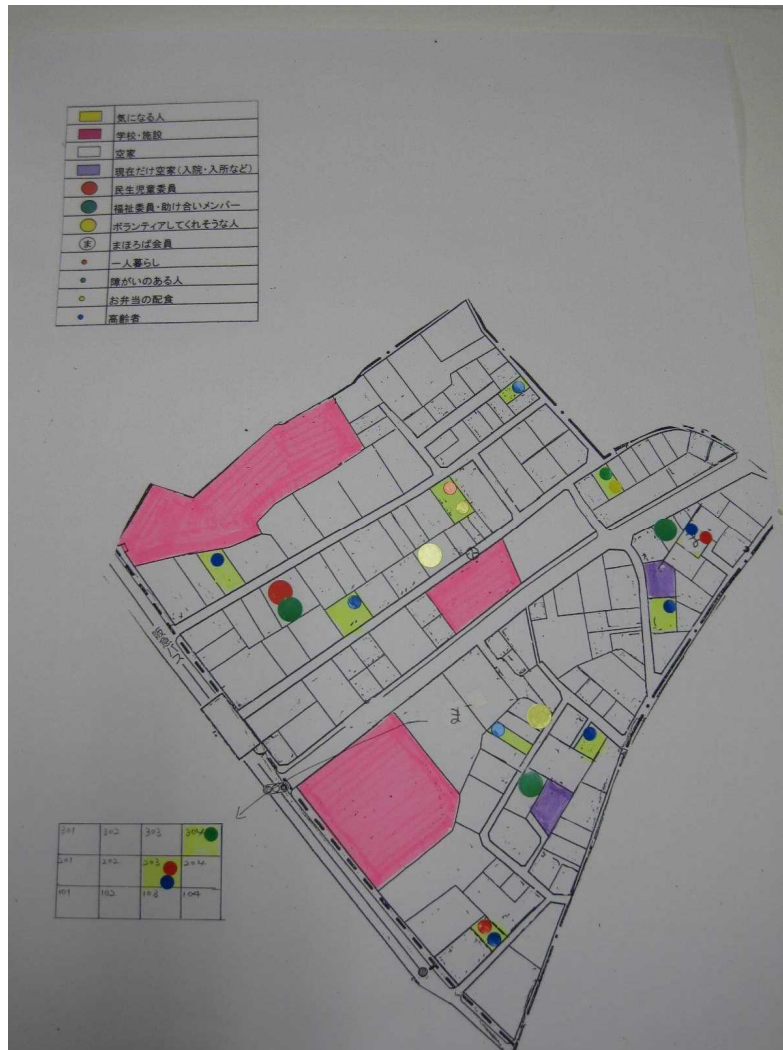 気になる人
学校・施設
空家
現在だけ空家(入院・入所など)
民生児童委員
福祉委員・助け合いメンバー
ボランティアしてくれそうな人
ま まほろば会員
一人暮らし
障がいのある人
お弁当の配食
高齢者
301 302 303 304
201 202 203 204
101 102 103 104